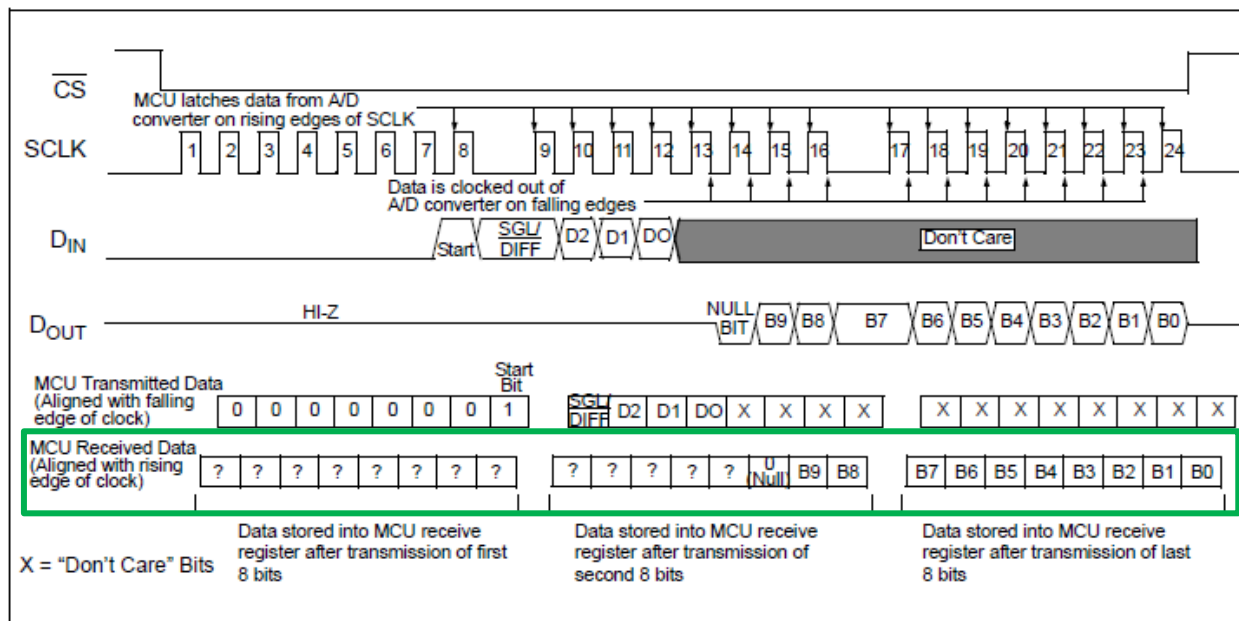 CS
MCU latches data from A/D
converter on rising edges of SCLK
SCLK
1 2 3 4 5 6 7 8 9 10 11 12 13 14 15 16 17 18 19 20 21 22 23 24
Data is clocked out of
A/D converter on falling edges
DIN
Start SGL/ D2 D1 DO Don't Care
DIFF
HI-Z
DOUT
NULL B9 B8 B7 B6 B5 B4 B3 B2 B1 B0
BIT
MCU Transmitted Data
(Aligned with falling
edge of clock)
Start
Bit
0 0 0 0 0 0 0 1
SGL/ D2 D1 DO X X X X
DIFF
X X X X X X X X
MCU Received Data
(Aligned with rising
edge of clock)
? ? ? ? ? ? ? ?
? ? ? ? ? 0 B9 B8
(Null)
B7 B6 B5 B4 B3 B2 B1 B0
Data stored into MCU receive
register after transmission of first
8 bits
Data stored into MCU receive
register after transmission of
second 8 bits
Data stored into MCU receive
register after transmission of last
8 bits
X = “Don't Care” Bits